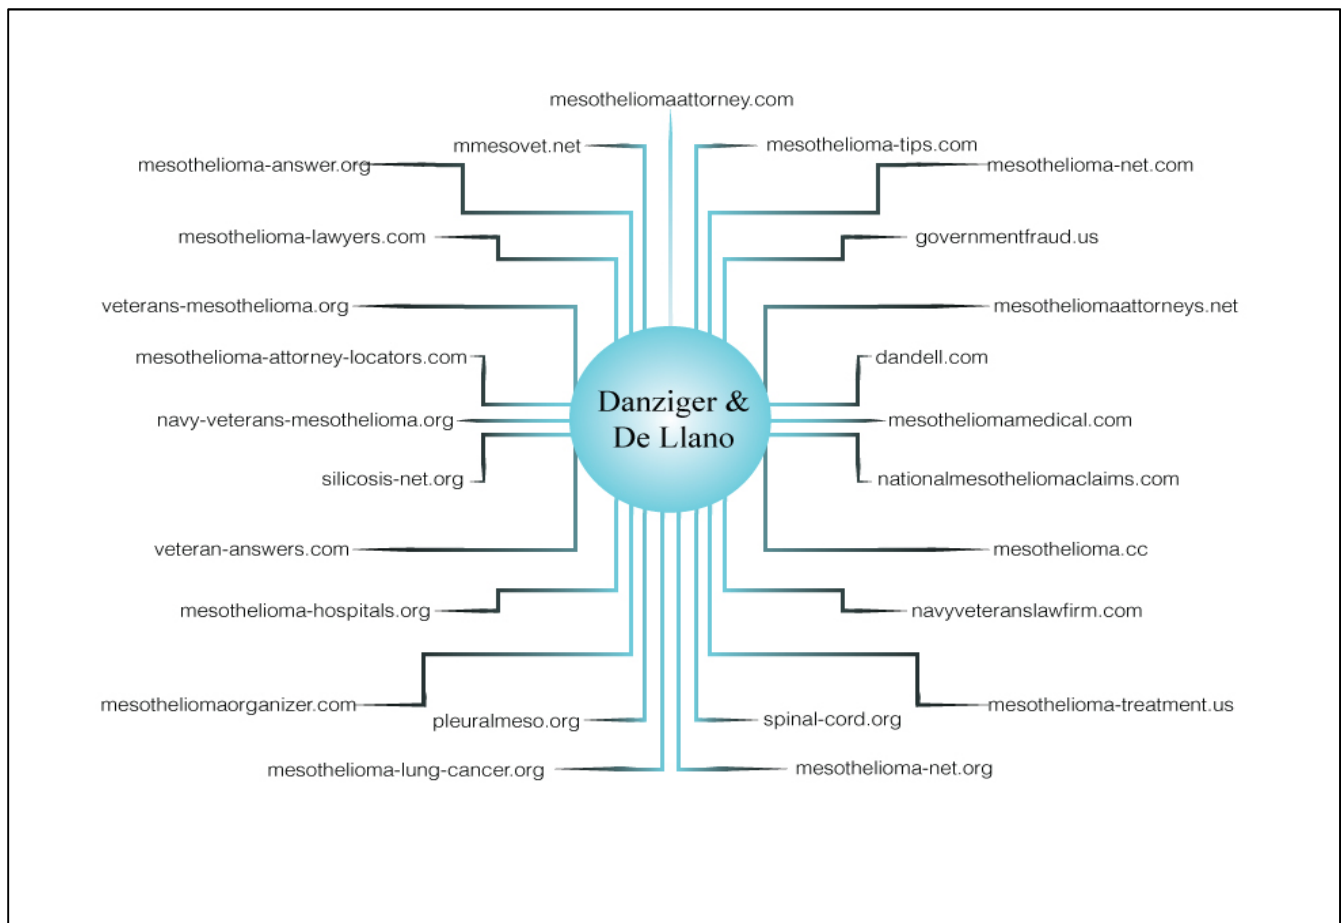 mesotheliomaattorney.com
mmesovet.net
mesothelioma-tips.com
mesothelioma-answer.org
mesothelioma-net.com
mesothelioma-lawyers.com
governmentfraud.us
veterans-mesothelioma.org
mesotheliomaattorneys.net
mesothelioma-attorney-locators.com
dandell.com
Danziger &
De Llano
navy-veterans-mesothelioma.org
mesotheliomamedical.com
silicosis-net.org
nationalmesotheliomaclaims.com
veteran-answers.com
mesothelioma.cc
mesothelioma-hospitals.org
navyveteranslawfirm.com
mesotheliomaorganizer.com
mesothelioma-treatment.us
pleuralmeso.org
spinal-cord.org
mesothelioma-lung-cancer.org
mesothelioma-net.org